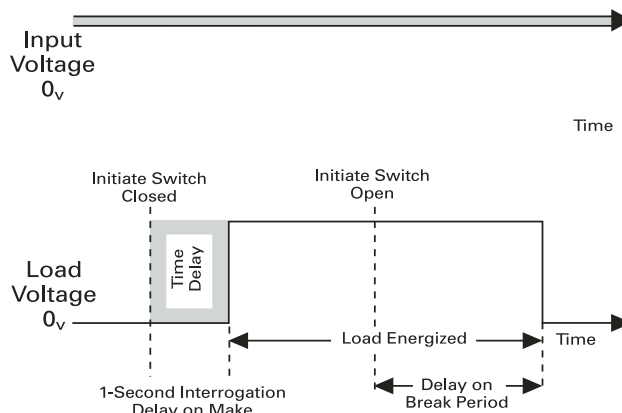 Input
Voltage
0v
Time
Initiate Switch
Closed
Initiate Switch
Open
Time
Delay
Load
Voltage
0v
Load Energized
Time
1-Second Interrogation
Delay on Make
Delay on
Break Period